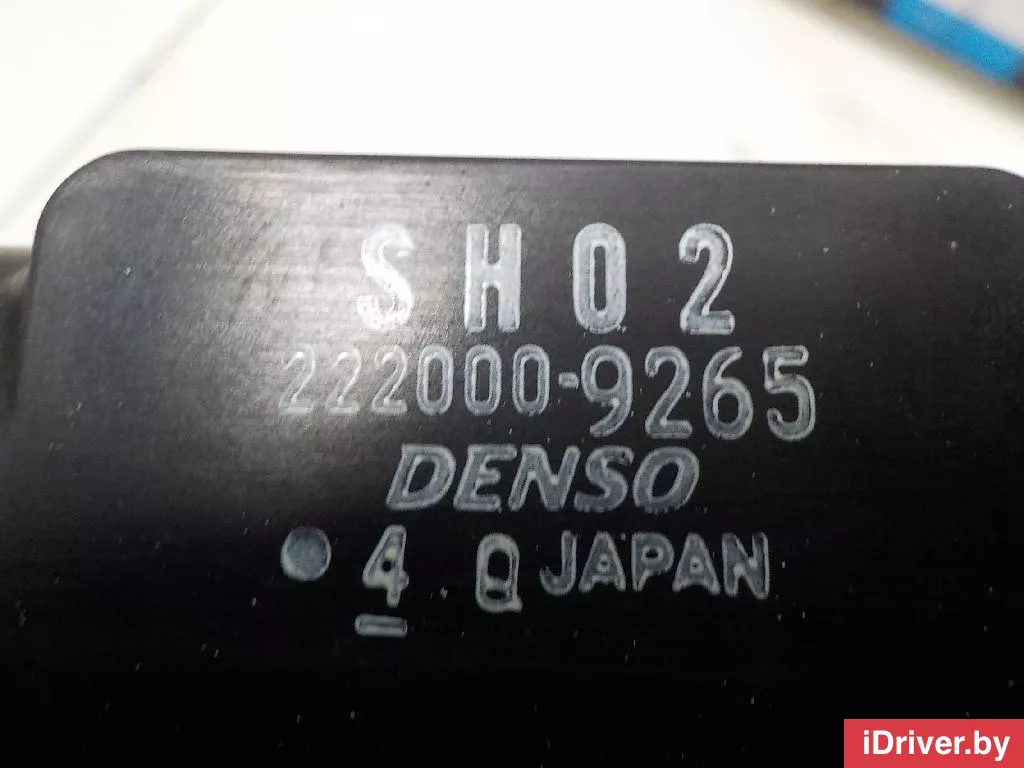 SH02
222000-9265
DENSO
4 Q JAPAN
iDriver.by